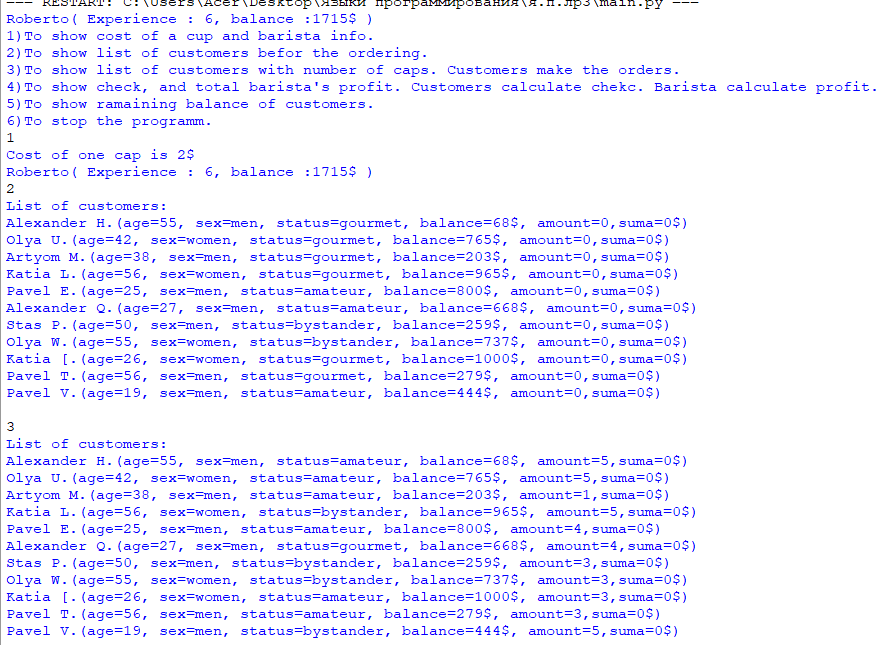 === RESTART: C:\Users\Acer\Desktop\Языки программирования\я.п.лр3\main.py ===
Roberto( Experience : 6, balance :1715$ )
1)To show cost of a cup and barista info.
2)To show list of customers befor the ordering.
3)To show list of customers with number of caps. Customers make the orders.
4)To show check, and total barista's profit. Customers calculate chekc. Barista calculate profit.
5)To show ramaining balance of customers.
6)To stop the programm.
1
Cost of one cap is 2$
Roberto( Experience : 6, balance :1715$ )
2
List of customers:
Alexander H.(age=55, sex=men, status=gourmet, balance=68$, amount=0,suma=0$)
Olya U.(age=42, sex=women, status=gourmet, balance=765$, amount=0,suma=0$)
Artyom M.(age=38, sex=men, status=gourmet, balance=203$, amount=0,suma=0$)
Katia L.(age=56, sex=women, status=gourmet, balance=965$, amount=0,suma=0$)
Pavel E.(age=25, sex=men, status=amateur, balance=800$, amount=0,suma=0$)
Alexander Q.(age=27, sex=men, status=amateur, balance=668$, amount=0,suma=0$)
Stas P.(age=50, sex=men, status=bystander, balance=259$, amount=0,suma=0$)
Olya W.(age=55, sex=women, status=bystander, balance=737$, amount=0,suma=0$)
Katia [.(age=26, sex=women, status=gourmet, balance=1000$, amount=0,suma=0$)
Pavel T.(age=56, sex=men, status=gourmet, balance=279$, amount=0,suma=0$)
Pavel V.(age=19, sex=men, status=amateur, balance=444$, amount=0,suma=0$)
3
List of customers:
Alexander H.(age=55, sex=men, status=amateur, balance=68$, amount=5,suma=0$)
Olya U.(age=42, sex=women, status=amateur, balance=765$, amount=5,suma=0$)
Artyom M.(age=38, sex=men, status=amateur, balance=203$, amount=1,suma=0$)
Katia L.(age=56, sex=women, status=bystander, balance=965$, amount=5,suma=0$)
Pavel E.(age=25, sex=men, status=amateur, balance=800$, amount=4,suma=0$)
Alexander Q.(age=27, sex=men, status=gourmet, balance=668$, amount=4,suma=0$)
Stas P.(age=50, sex=men, status=bystander, balance=259$, amount=3,suma=0$)
Olya W.(age=55, sex=women, status=bystander, balance=737$, amount=3,suma=0$)
Katia [.(age=26, sex=women, status=amateur, balance=1000$, amount=3,suma=0$)
Pavel T.(age=56, sex=men, status=amateur, balance=279$, amount=3,suma=0$)
Pavel V.(age=19, sex=men, status=bystander, balance=444$, amount=5,suma=0$)